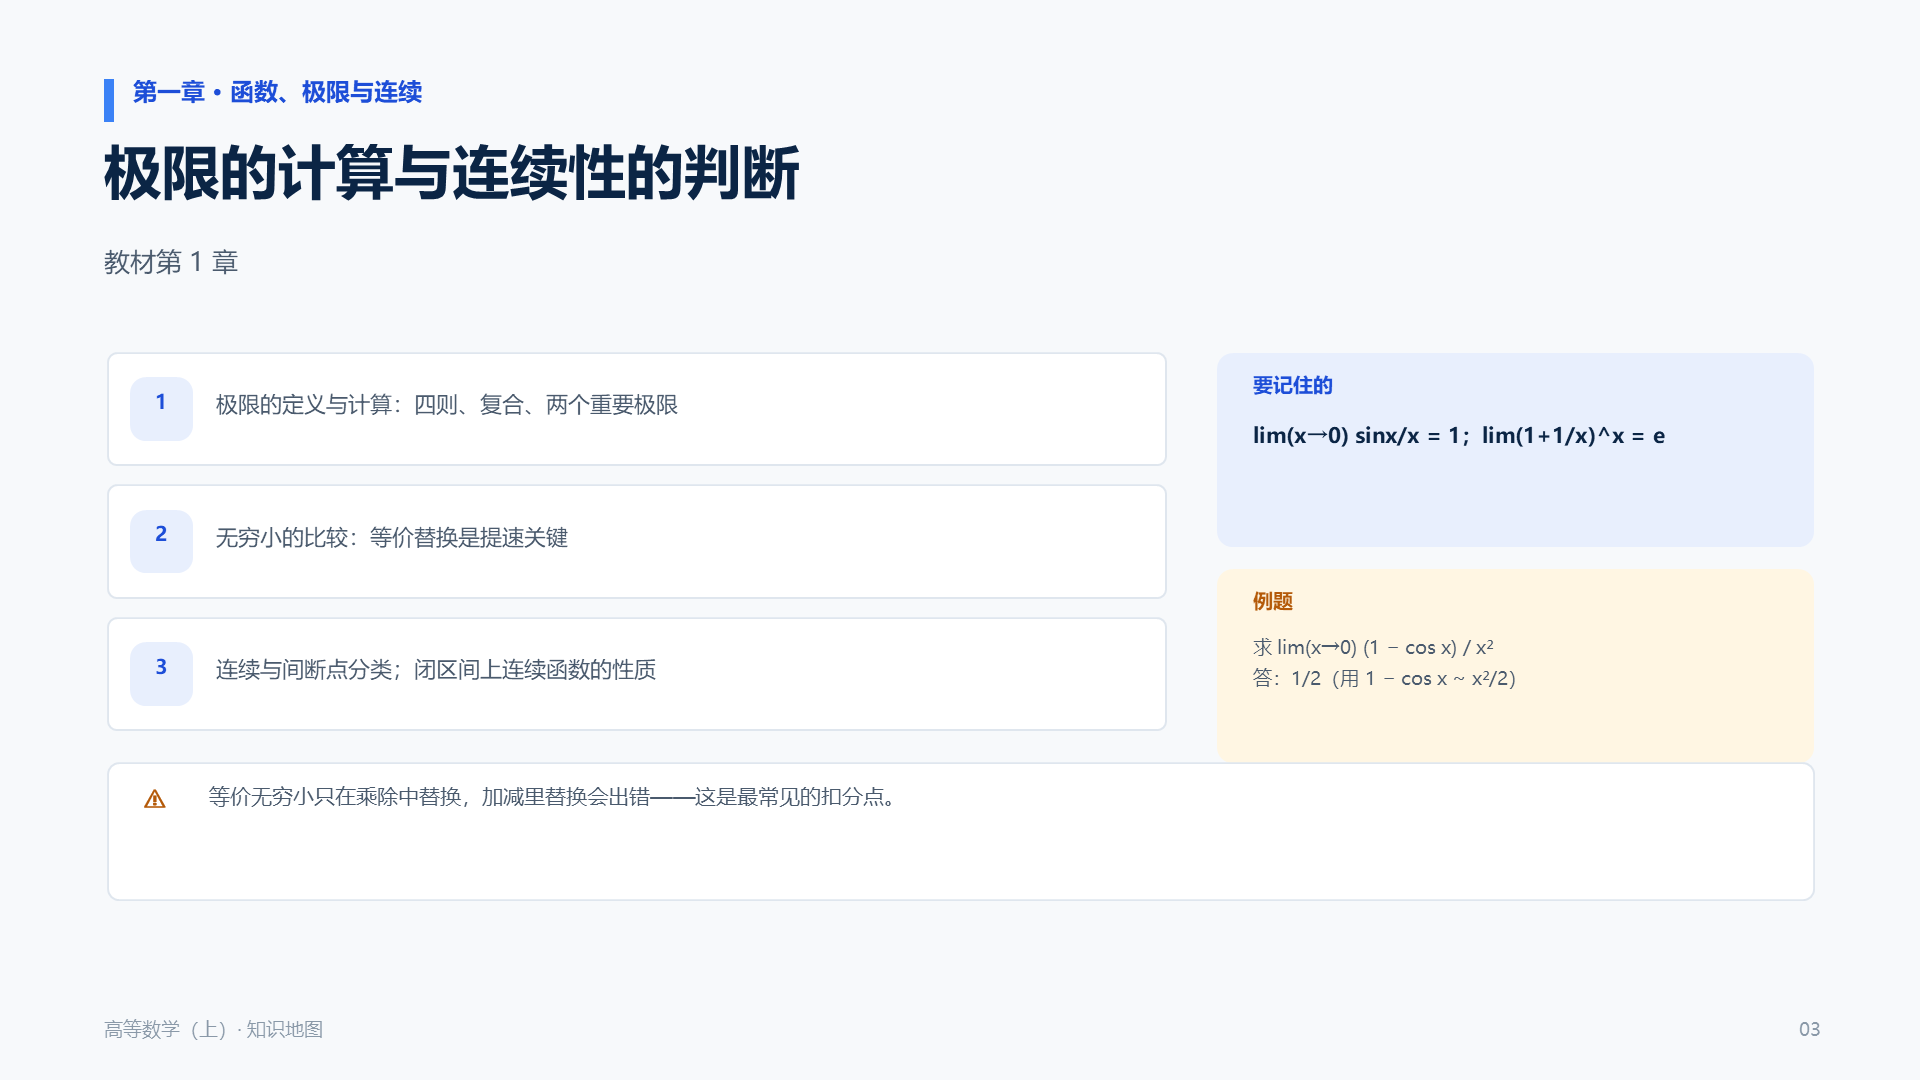 第一章 · 函数、极限与连续
极限的计算与连续性的判断
教材第 1 章
1
极限的定义与计算：四则、复合、两个重要极限
2
无穷小的比较：等价替换是提速关键
3
连续与间断点分类；闭区间上连续函数的性质
要记住的
lim(x→0) sinx/x = 1；lim(1+1/x)^x = e
例题
求 lim(x→0) (1 − cos x) / x²
答：1/2（用 1 − cos x ~ x²/2）
⚠ 等价无穷小只在乘除中替换，加减里替换会出错——这是最常见的扣分点。
高等数学（上）· 知识地图
03